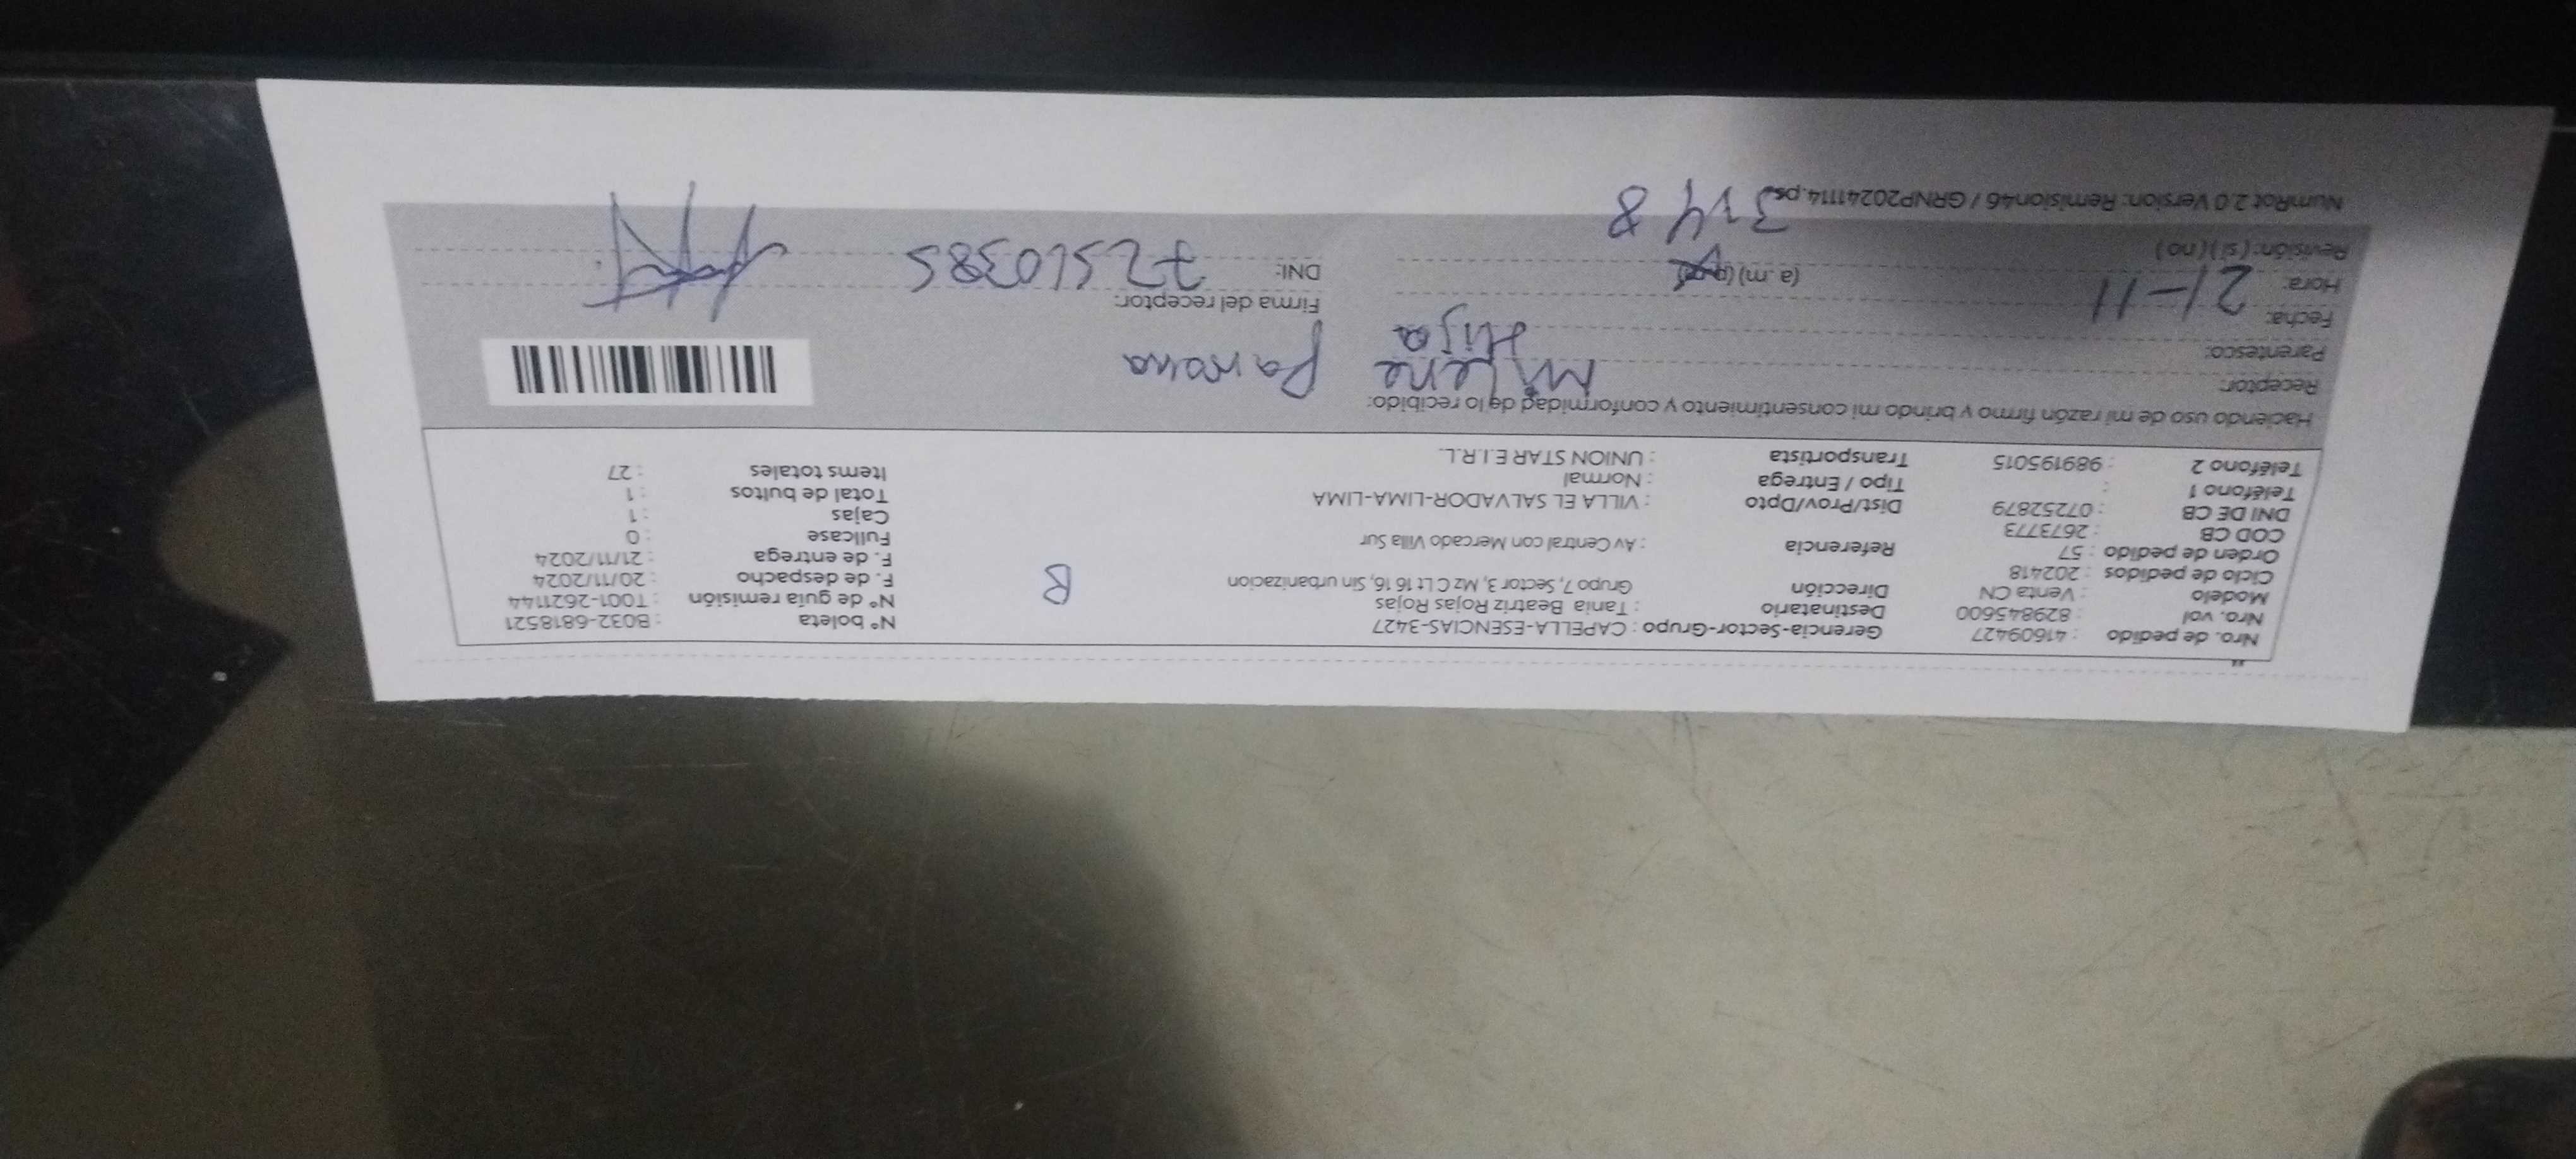 Nro. de pedido : 41609427 Gerencia-Sector-Grupo : CAPELLA-ESENCIAS-3427 N° boleta : B032-6818521
Nro. vol : 829845600 Destinatario : Tania Beatriz Rojas Rojas N° de guía remisión : T001-2621144
Modelo : Venta CN Dirección Grupo 7, Sector 3, Mz C Lt 16 16, Sin urbanizacion B F. de despacho : 20/11/2024
Ciclo de pedidos : 202418 F. de entrega : 21/11/2024
Orden de pedido : 57 Referencia : Av Central con Mercado Villa Sur Fullcase : 0
COD CB : 2673773 Cajas : 1
DNI DE CB : 07252879 Dist/Prov/Dpto : VILLA EL SALVADOR-LIMA-LIMA Total de bultos : 1
Teléfono 1 : Tipo / Entrega : Normal Items totales : 27
Teléfono 2 : 989195015 Transportista : UNION STAR E.I.R.L.
Haciendo uso de mi razón firmo y brindo mi consentimiento y conformidad de lo recibido:
Receptor: Milene
Parentesco: Hija
Fecha: 21-11 Firma del receptor:
Hora: (a.m) (p.m) DNI: 72510385
Revisión: (si) (no) 3148
NumRot 2.0 Version: Remision46 / GRNP20241114.ps